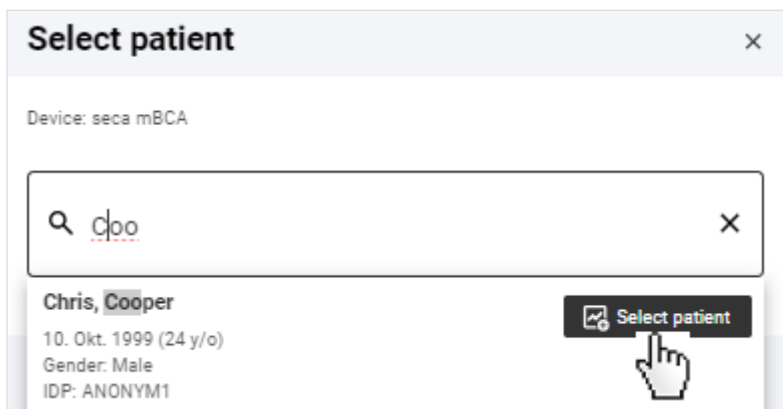 Select patient
Device: seca mBCA
Coo
Chris, Cooper
Select patient
10. Okt. 1999 (24 y/o)
Gender: Male
IDP: ANONYM1